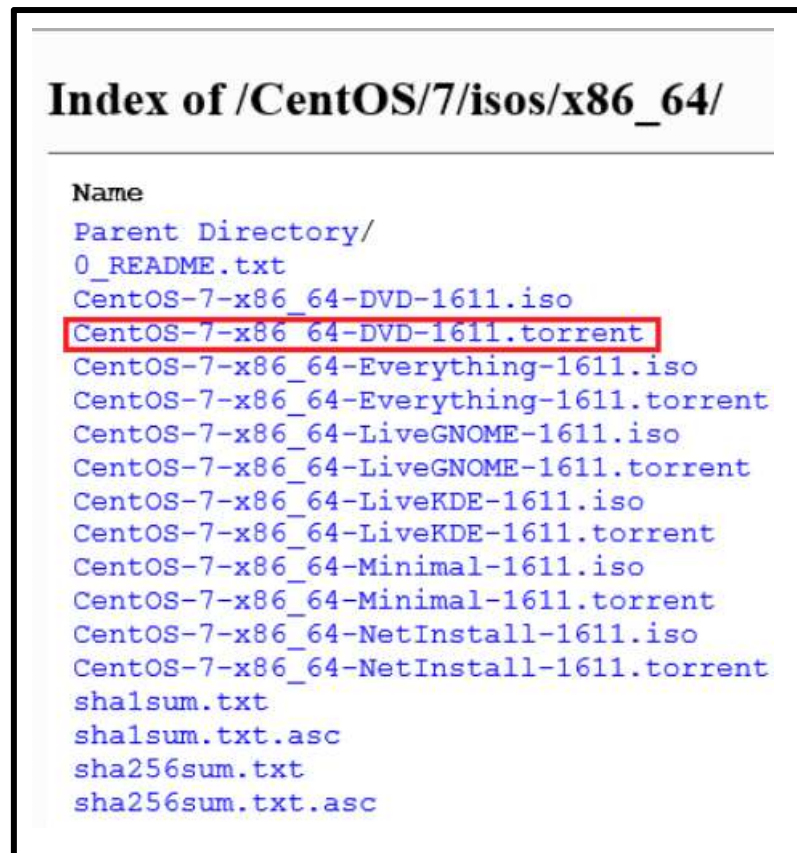 Index of /CentOS/7/isos/x86_64/
Name
Parent Directory/
0_README.txt
CentOS-7-x86_64-DVD-1611.iso
CentOS-7-x86_64-DVD-1611.torrent
CentOS-7-x86_64-Everything-1611.iso
CentOS-7-x86_64-Everything-1611.torrent
CentOS-7-x86_64-LiveGNOME-1611.iso
CentOS-7-x86_64-LiveGNOME-1611.torrent
CentOS-7-x86_64-LiveKDE-1611.iso
CentOS-7-x86_64-LiveKDE-1611.torrent
CentOS-7-x86_64-Minimal-1611.iso
CentOS-7-x86_64-Minimal-1611.torrent
CentOS-7-x86_64-NetInstall-1611.iso
CentOS-7-x86_64-NetInstall-1611.torrent
sha1sum.txt
sha1sum.txt.asc
sha256sum.txt
sha256sum.txt.asc